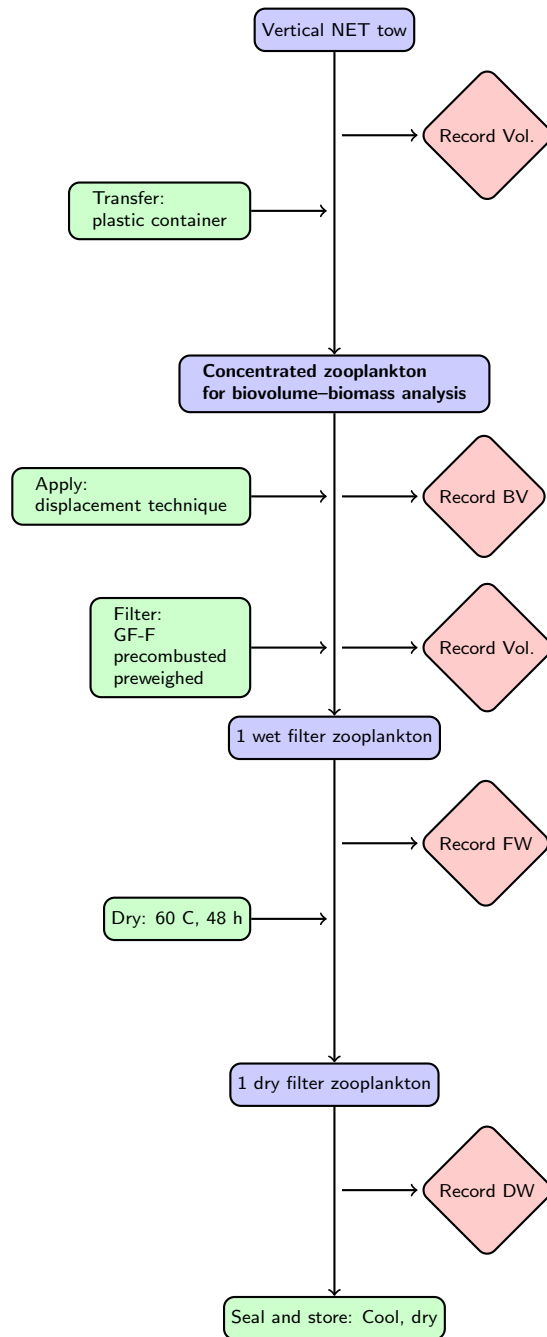 Vertical NET tow
Record Vol.
Transfer:
plastic container
Concentrated zooplankton
for biovolume–biomass analysis
Apply:
displacement technique
Record BV
Filter:
GF-F
precombusted
preweighed
Record Vol.
1 wet filter zooplankton
Record FW
Dry: 60 C, 48 h
1 dry filter zooplankton
Record DW
Seal and store: Cool, dry